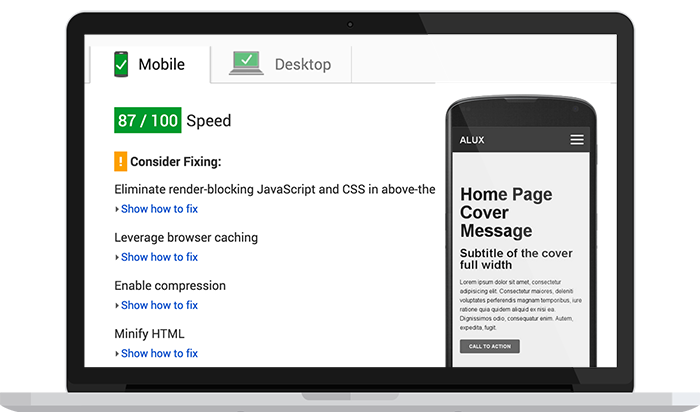 Mobile
Desktop
87 / 100 Speed
! Consider Fixing:
Eliminate render-blocking JavaScript and CSS in above-the
Show how to fix
Leverage browser caching
Show how to fix
Enable compression
Show how to fix
Minify HTML
Show how to fix
ALUX
Home Page
Cover
Message
Subtitle of the cover
full width
Lorem ipsum dolor sit amet, consectetur
adipisicing elit. Consectetur maiores, deleniti
voluptates perferendis magnam temporibus, iure
ratione quia quidem aliquid ex nisi ea.
Dignissimos odio, consequatur enim. Autem,
expedita, fugit.
CALL TO ACTION